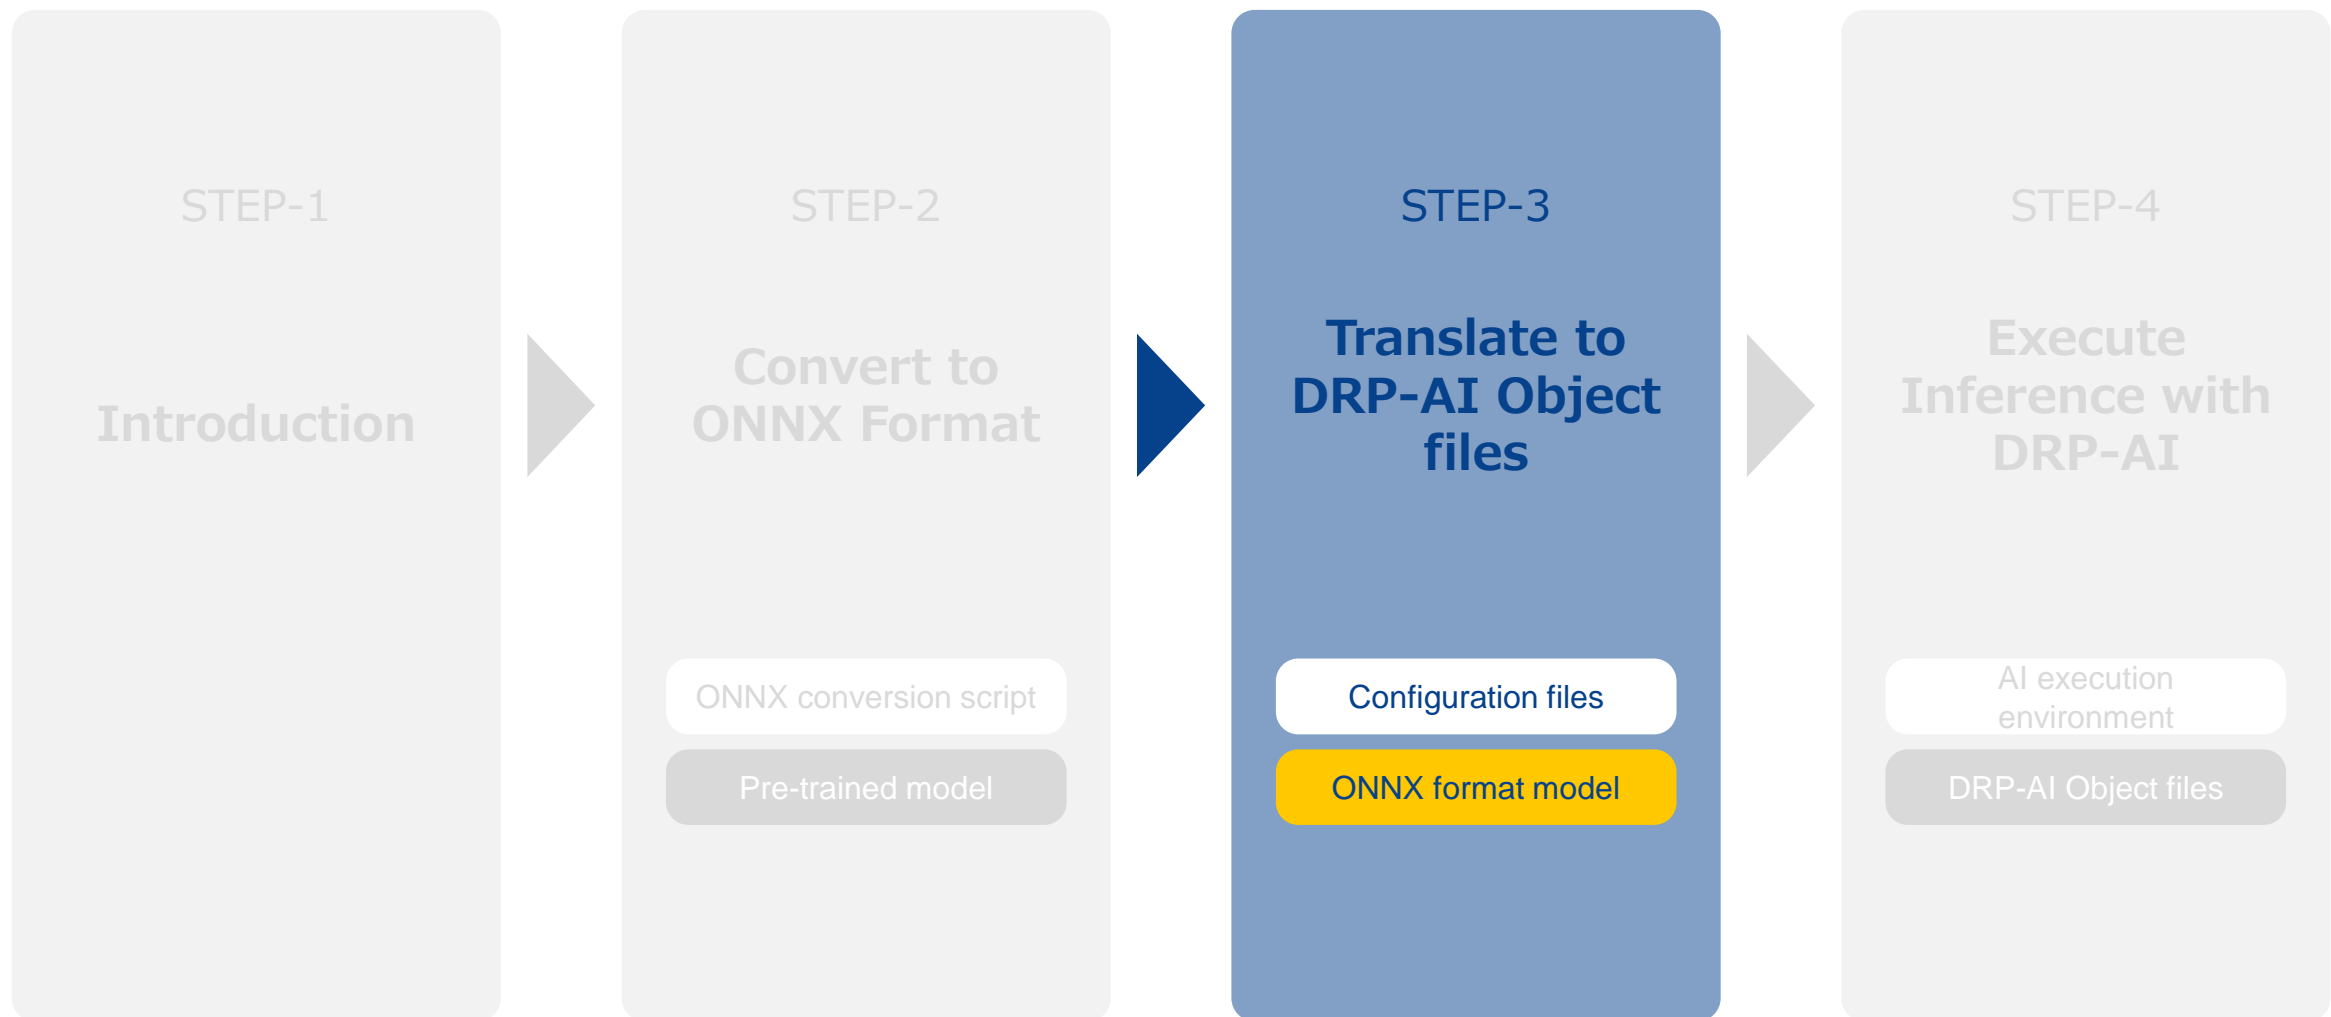 STEP-1
Introduction
STEP-2
Convert to
ONNX Format
ONNX conversion script
Pre-trained model
STEP-3
Translate to
DRP-AI Object
files
Configuration files
ONNX format model
STEP-4
Execute
Inference with
DRP-AI
AI execution
environment
DRP-AI Object files